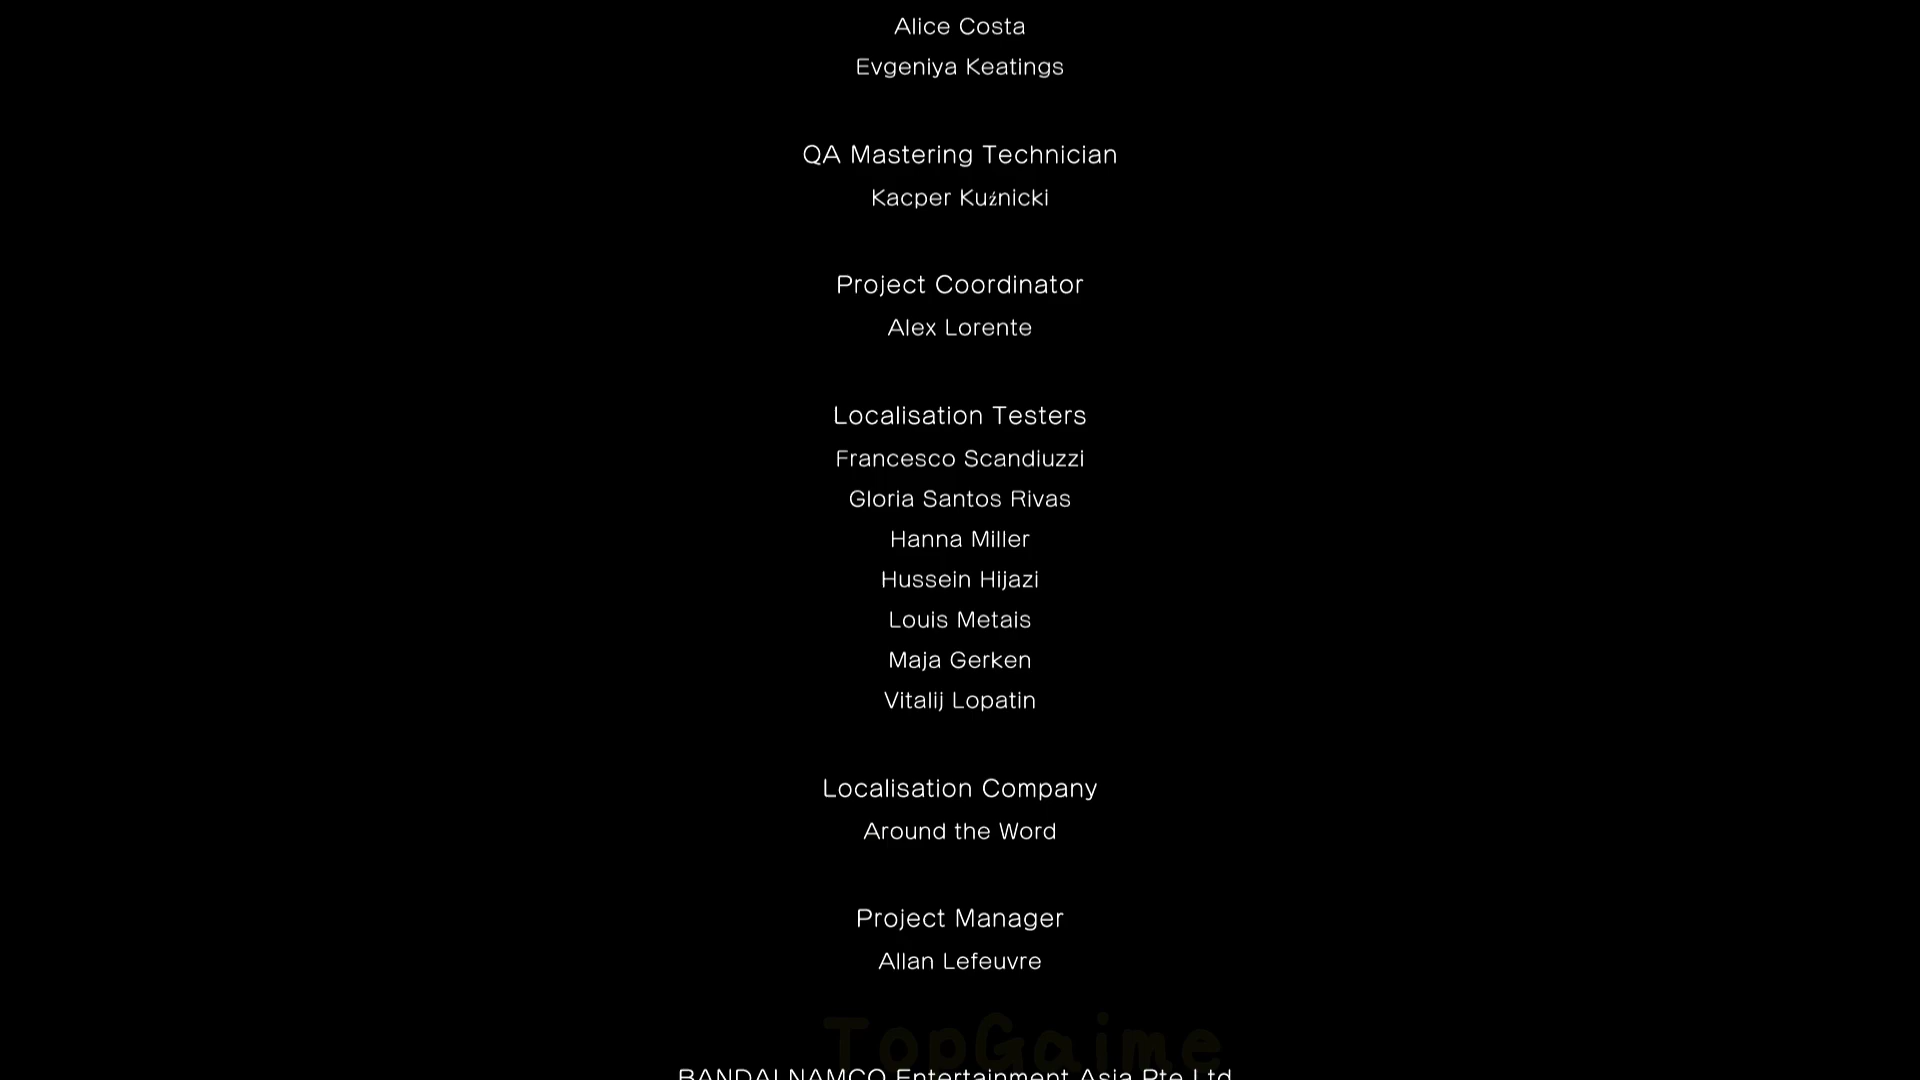 Alice Costa
Evgeniya Keatings
QA Mastering Technician
Kacper Kuźnicki
Project Coordinator
Alex Lorente
Localisation Testers
Francesco Scandiuzzi
Gloria Santos Rivas
Hanna Miller
Hussein Hijazi
Louis Metais
Maja Gerken
Vitalij Lopatin
Localisation Company
Around the Word
Project Manager
Allan Lefeuvre
TopGaime
BANDAI NAMCO Entertainment Asia Pte Ltd